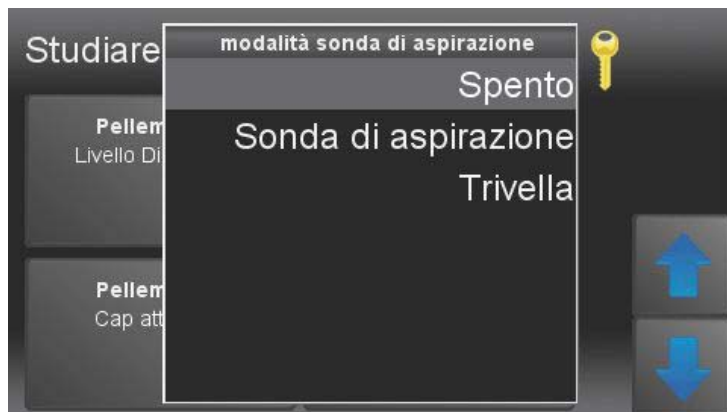 Studiare
modalità sonda di aspirazione
Spento
Sonda di aspirazione
Trivella
Pellem
Livello Di
Pellem
Cap att